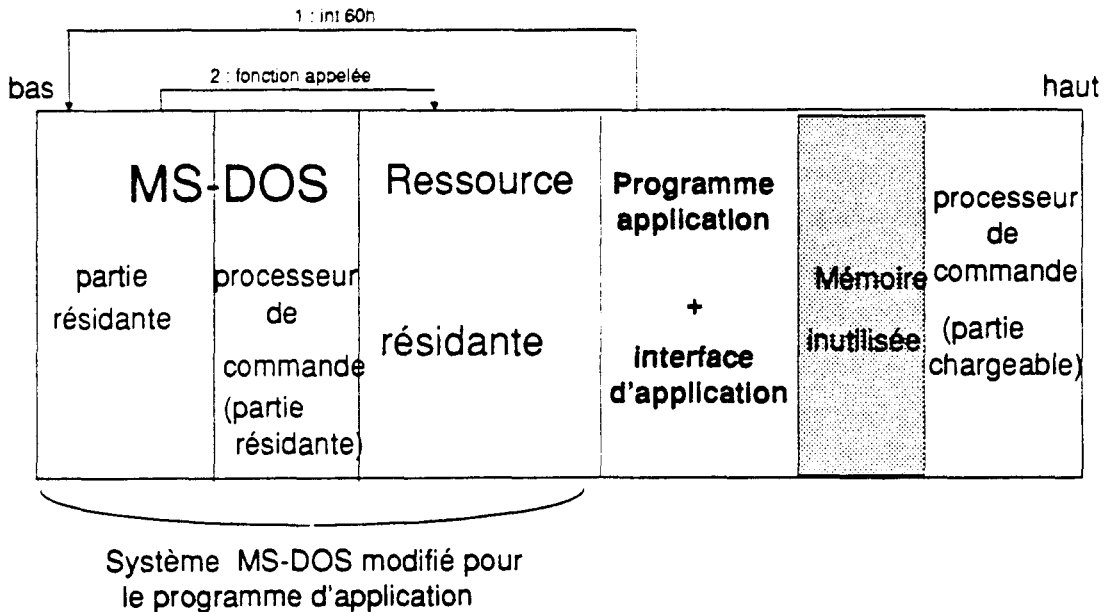 1 : int 60h
2 : fonction appelée
bas
haut
MS-DOS
partie
résidante
processeur
de
commande
(partie
résidante)
Ressource
résidante
Programme
application
+
interface
d'application
Mémoire
inutilisée
processeur
de
commande
(partie
chargeable)
Système MS-DOS modifié pour
le programme d'application